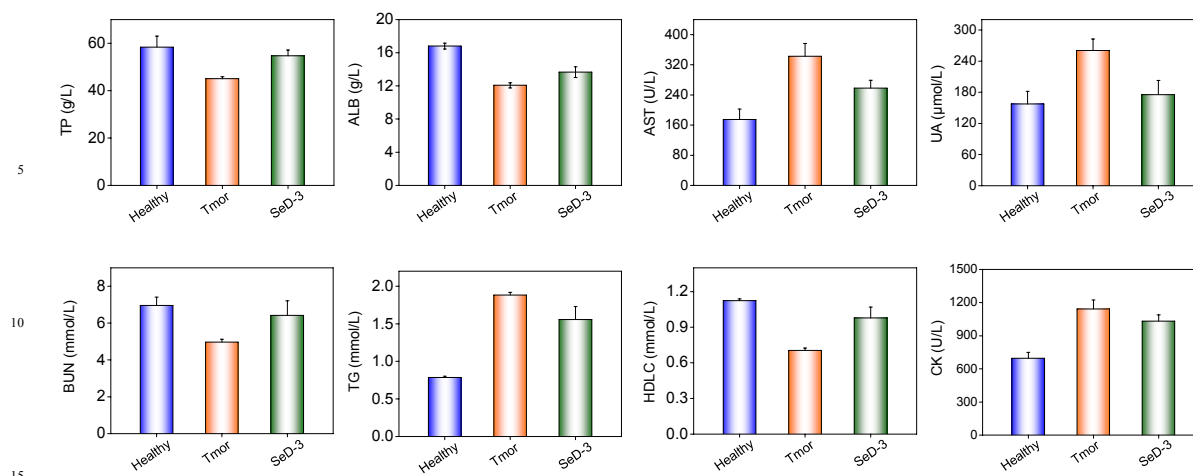 TP (g/L)
60
40
20
0
Healthy
Tmor
SeD-3
ALB (g/L)
20
16
12
8
4
0
Healthy
Tmor
SeD-3
AST (U/L)
400
320
240
160
80
0
Healthy
Tmor
SeD-3
UA (μmol/L)
300
240
180
120
60
0
Healthy
Tmor
SeD-3
5
BUN (mmol/L)
8
6
4
2
0
Healthy
Tmor
SeD-3
TG (mmol/L)
2.0
1.5
1.0
0.5
0.0
Healthy
Tmor
SeD-3
HDLC (mmol/L)
1.2
0.9
0.6
0.3
0.0
Healthy
Tmor
SeD-3
CK (U/L)
1500
1200
900
600
300
0
Healthy
Tmor
SeD-3
10
15